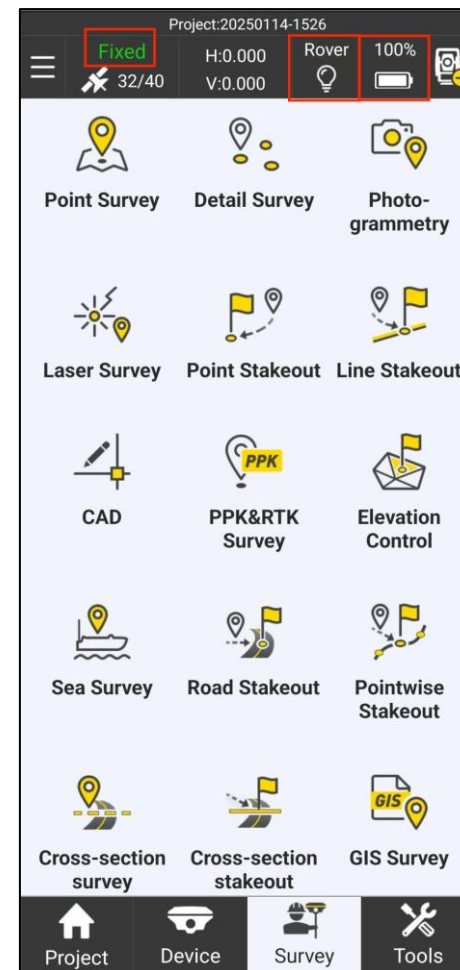 Project:20250114-1526
Fixed
32/40
H:0.000
V:0.000
Rover
100%
Point Survey
Detail Survey
Photo-
grammetry
Laser Survey
Point Stakeout
Line Stakeout
CAD
PPK
PPK&RTK
Survey
Elevation
Control
Sea Survey
Road Stakeout
Pointwise
Stakeout
Cross-section
survey
Cross-section
stakeout
GIS
GIS Survey
Project
Device
Survey
Tools